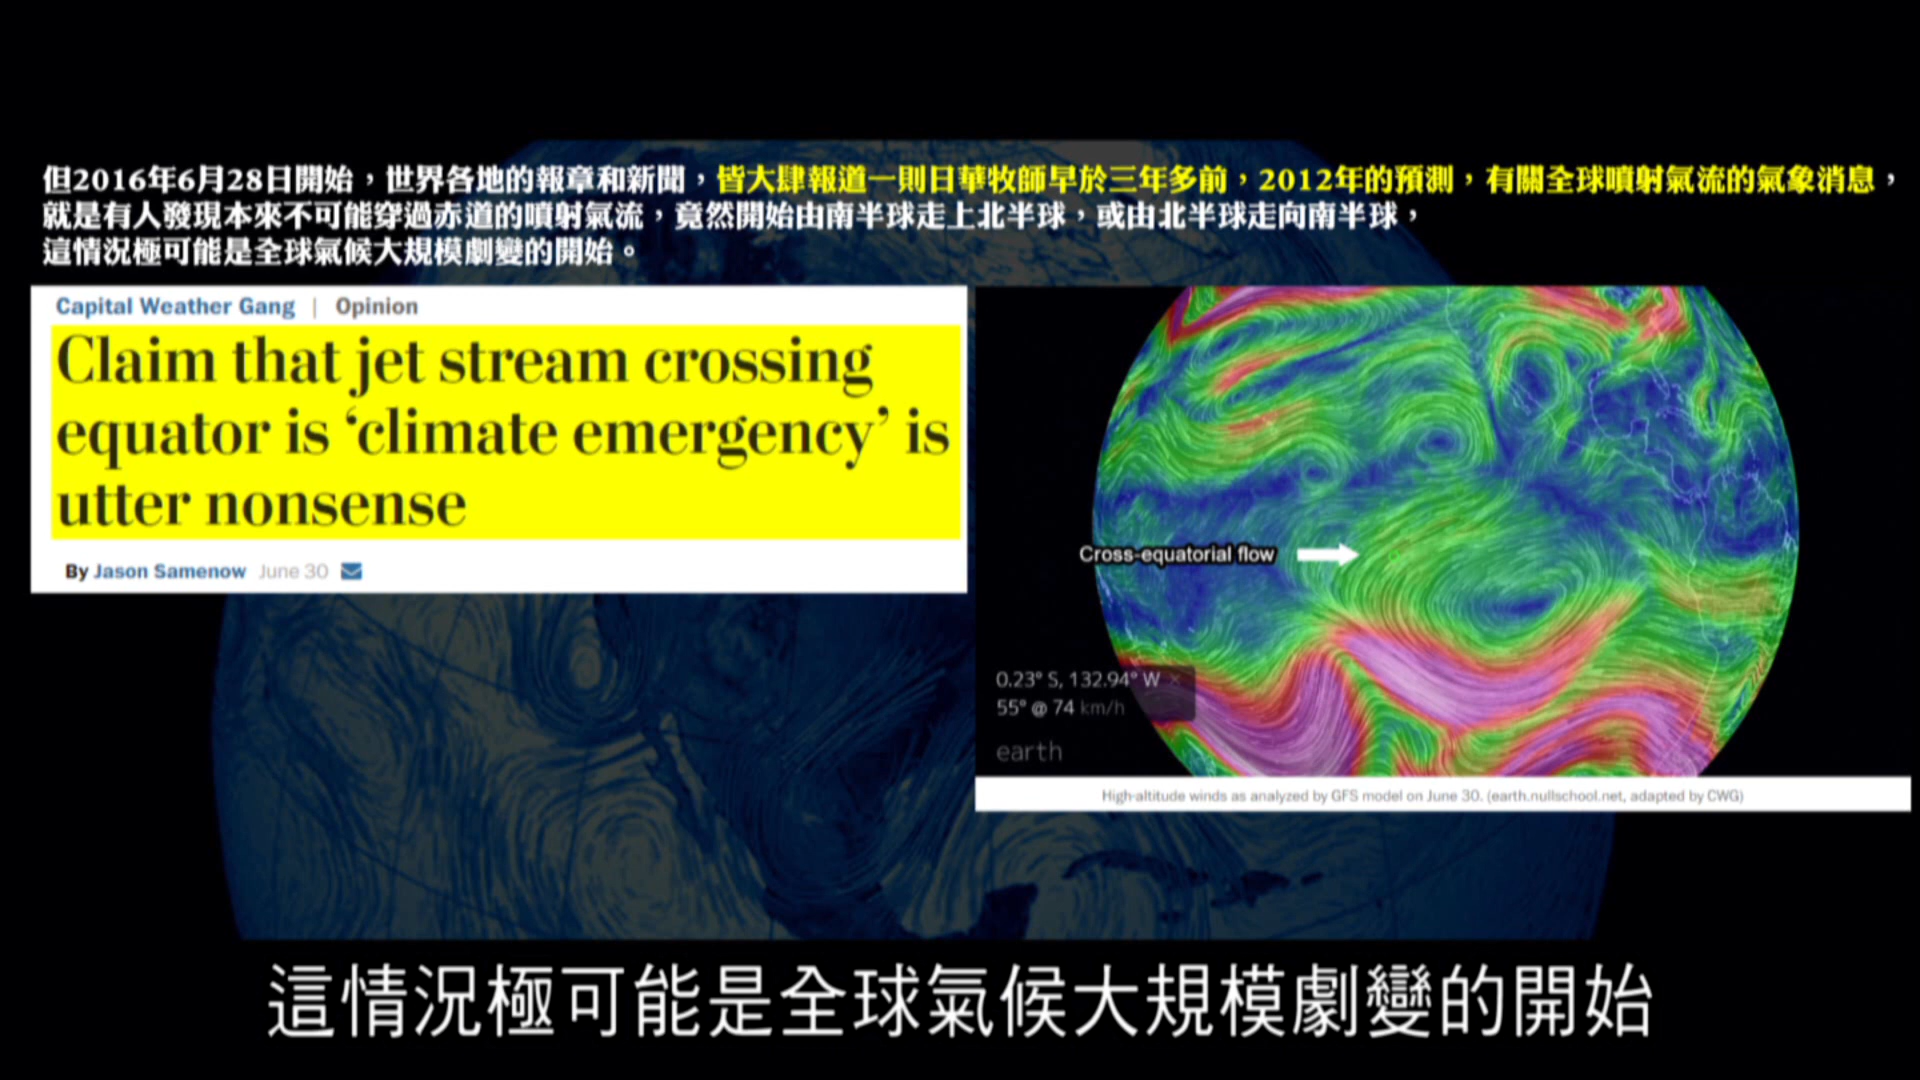 但2016年6月28日開始，世界各地的報章和新聞，皆大肆報道一則日華牧師早於三年多前，2012年的預測，有關全球噴射氣流的氣象消息，
就是有人發現本來不可能穿過赤道的噴射氣流，竟然開始由南半球走上北半球，或由北半球走向南半球，
這情況極可能是全球氣候大規模劇變的開始。
Capital Weather Gang | Opinion
Claim that jet stream crossing
equator is ‘climate emergency’ is
utter nonsense
By Jason Samenow June 30
Cross-equatorial flow
0.23° S, 132.94° W ×
55° @ 74 km/h
earth
High-altitude winds as analyzed by GFS model on June 30. (earth.nullschool.net, adapted by CWG)
這情況極可能是全球氣候大規模劇變的開始